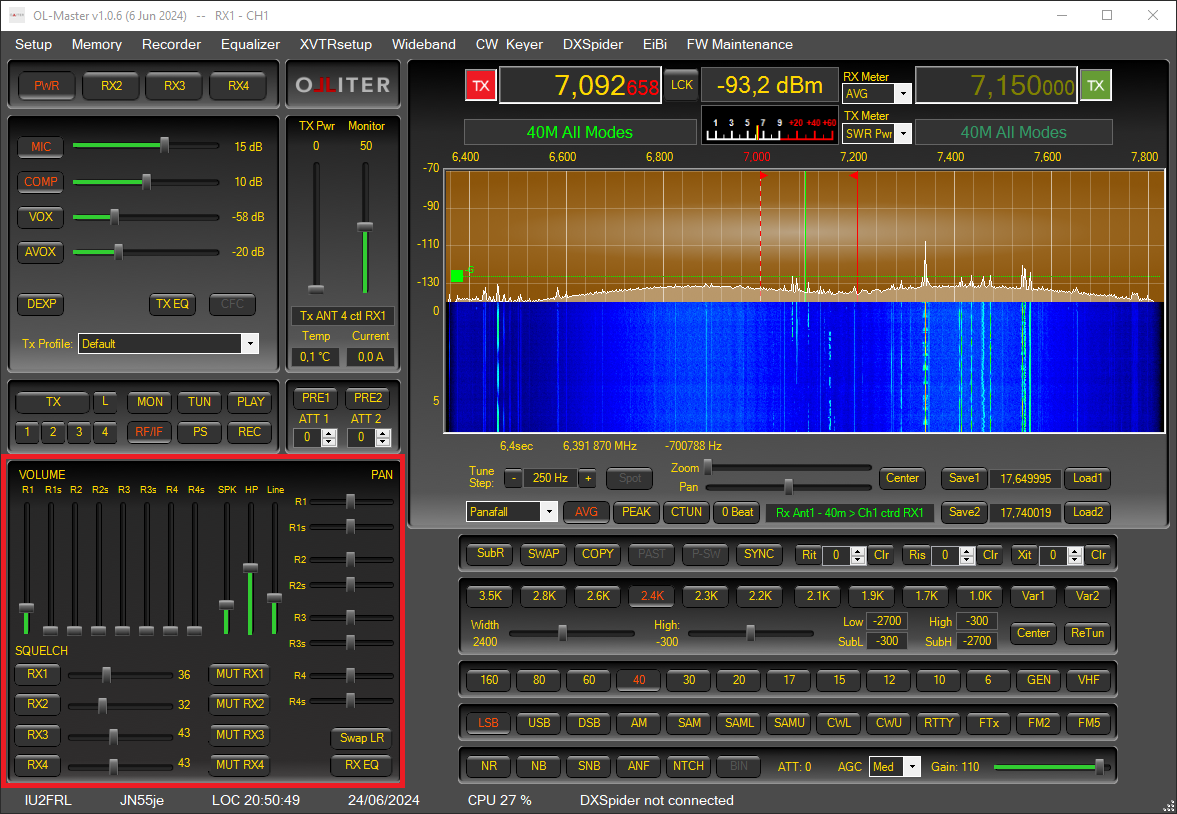 OL-Master v1.0.6 (6 Jun 2024) -- RX1 - CH1
Setup Memory Recorder Equalizer XVTRsetup Wideband CW Keyer DXSpider EiBi FW Maintenance
PWR RX2 RX3 RX4
OLLITER
MIC 15 dB
COMP 10 dB
VOX -58 dB
AVOX -20 dB
DEXP TX EQ CFC
Tx Profile: Default
TX Pwr Monitor
0 50
Tx ANT 4 ctl RX1
Temp Current
0,1 °C 0,0 A
TX L MON TUN PLAY
1 2 3 4 RF/IF PS REC
PRE1 PRE2
ATT 1 ATT 2
0 0
VOLUME PAN
R1 R1s R2 R2s R3 R3s R4 R4s SPK HP Line
R1
R1s
R2
R2s
R3
R3s
R4
R4s
SQUELCH
RX1 36 MUT RX1
RX2 32 MUT RX2
RX3 43 MUT RX3
RX4 43 MUT RX4
Swap LR
RX EQ
TX 7,092 658 LCK -93,2 dBm RX Meter AVG 7,150 000 TX
40M All Modes 1 3 5 7 9 +20 +40 +60 TX Meter SWR Pwr 40M All Modes
6,400 6,600 6,800 7,000 7,200 7,400 7,600 7,800
-70
-90
-110
-G
-130
0
5
6,4sec 6,391 870 MHz -700788 Hz
Tune Step: - 250 Hz + Spot Zoom Pan Center Save1 17,649995 Load1
Panafall AVG PEAK CTUN 0 Beat Rx Ant1 - 40m > Ch1 ctrd RX1 Save2 17,740019 Load2
SubR SWAP COPY PAST P-SW SYNC Rit 0 Clr Ris 0 Clr Xit 0 Clr
3.5K 2.8K 2.6K 2.4K 2.3K 2.2K 2.1K 1.9K 1.7K 1.0K Var1 Var2
Width 2400 High: -300 Low -2700 High -300 Center ReTun
SubL -300 SubH -2700
160 80 60 40 30 20 17 15 12 10 6 GEN VHF
LSB USB DSB AM SAM SAML SAMU CWL CWU RTTY FTx FM2 FM5
NR NB SNB ANF NTCH BIN ATT: 0 AGC Med Gain: 110
IU2FRL JN55je LOC 20:50:49 24/06/2024 CPU 27 % DXSpider not connected